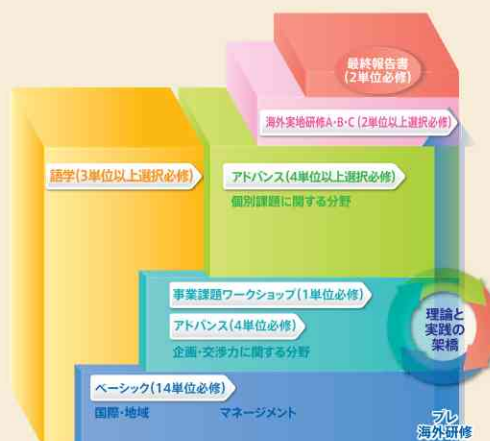 最終報告書
(2単位必修)
海外実地研修A・B・C(2単位以上選択必修)
語学(3単位以上選択必修)
アドバンス(4単位以上選択必修)
個別課題に関する分野
事業課題ワークショップ(1単位必修)
アドバンス(4単位必修)
企画・交渉力に関する分野
理論と
実践の
架橋
ベーシック(14単位必修)
国際・地域 マネージメント
プレ
海外研修